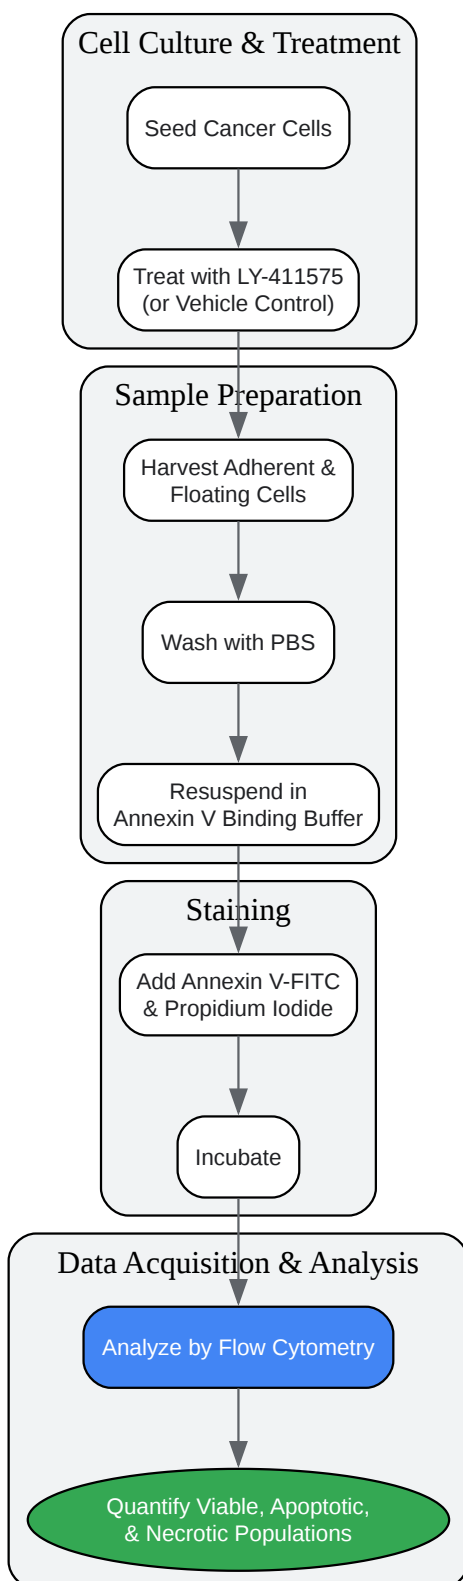 Cell Culture & Treatment
Seed Cancer Cells
Treat with LY-411575
(or Vehicle Control)
Sample Preparation
Harvest Adherent &
Floating Cells
Wash with PBS
Resuspend in
Annexin V Binding Buffer
Staining
Add Annexin V-FITC
& Propidium Iodide
Incubate
Data Acquisition & Analysis
Analyze by Flow Cytometry
Quantify Viable, Apoptotic,
& Necrotic Populations